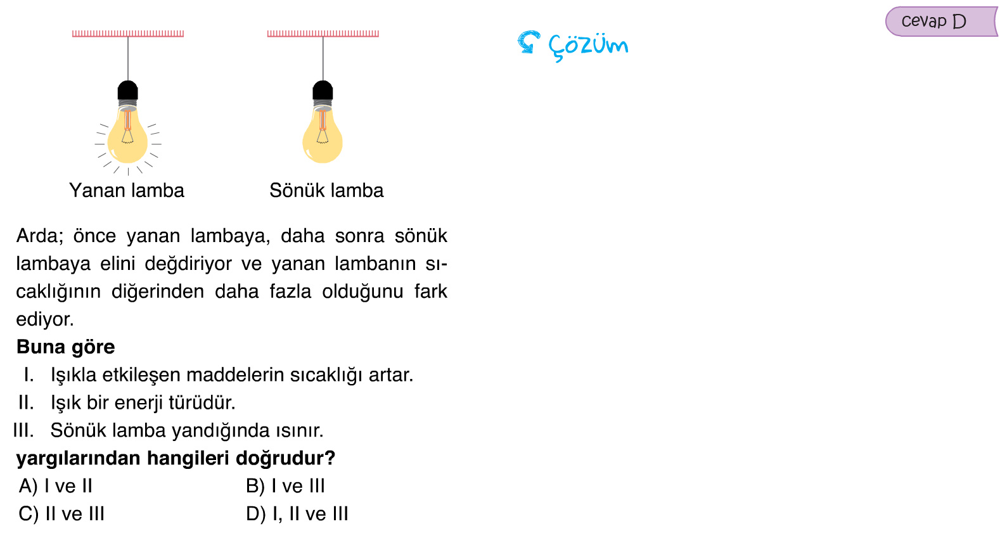 Yanan lamba
Sönük lamba
Arda; önce yanan lambaya, daha sonra sönük
lambaya elini değdiriyor ve yanan lambanın sı-
caklığının diğerinden daha fazla olduğunu fark
ediyor.
Buna göre
I. Işıkla etkileşen maddelerin sıcaklığı artar.
II. Işık bir enerji türüdür.
III. Sönük lamba yandığında ısınır.
yargılarından hangileri doğrudur?
A) I ve II
B) I ve III
C) II ve III
D) I, II ve III
Çözüm
Cevap D